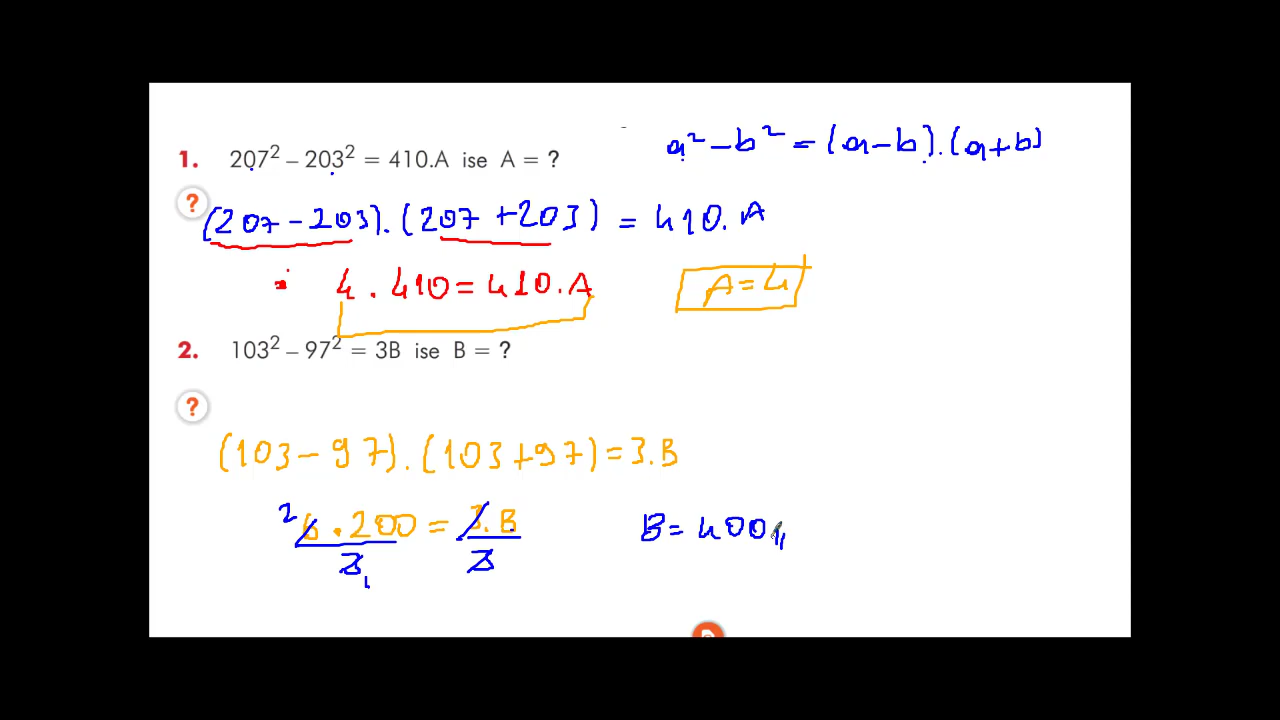 a² – b² = (a – b).(a + b)
1. 207² – 203² = 410.A ise A = ?
?
(207 – 203).(207 + 203) = 410.A
4 . 410 = 410.A
A = 4
2. 103² – 97² = 3B ise B = ?
?
(103 – 97).(103 + 97) = 3.B
2 6 . 200 = 3.B
3 1 3
B = 400,,